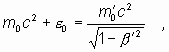 m₀c² + ε₀ = m₀′c² / √(1 − β′²) ,